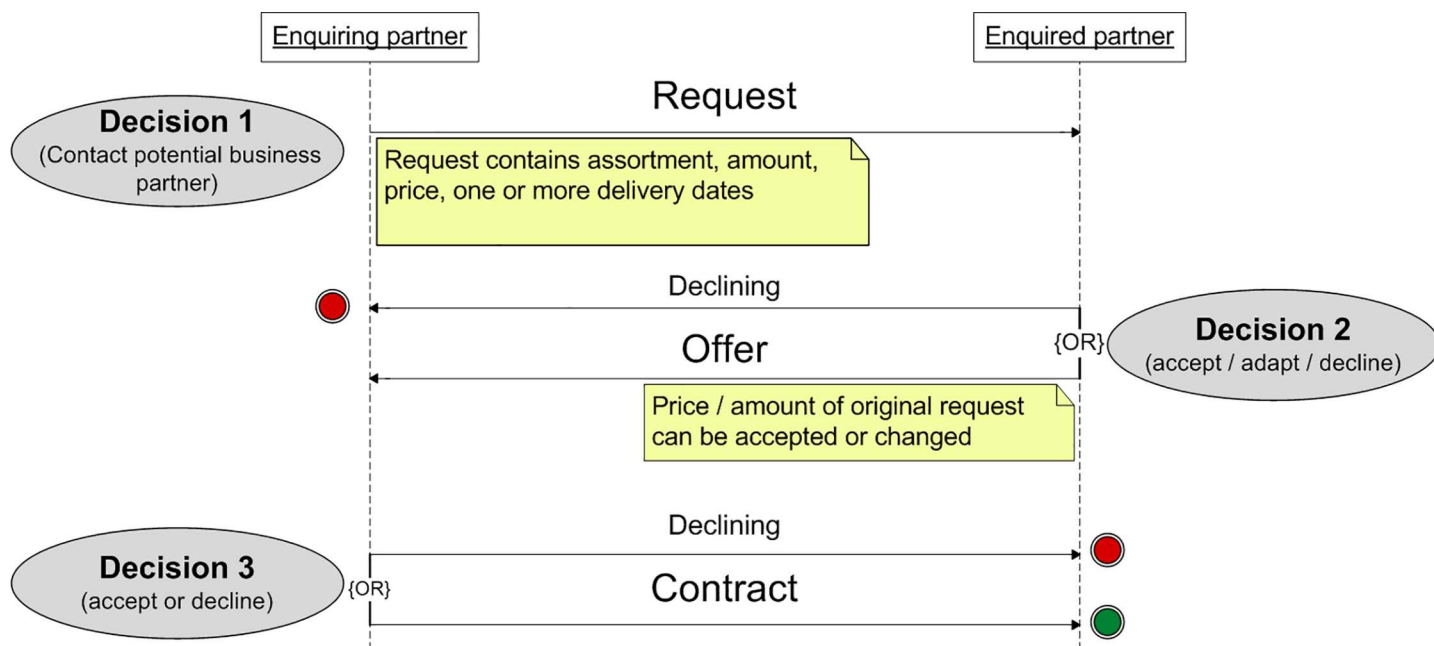 Enquiring partner
Enquired partner
Request
Decision 1
(Contact potential business
partner)
Request contains assortment, amount,
price, one or more delivery dates
Declining
Offer
{OR}
Decision 2
(accept / adapt / decline)
Price / amount of original request
can be accepted or changed
Declining
Decision 3
(accept or decline)
{OR}
Contract